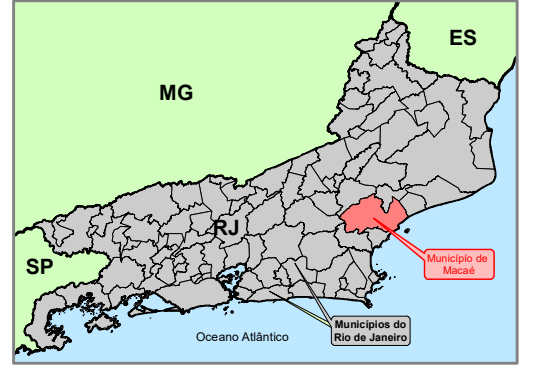 ES
MG
RJ
SP
Município de
Macaé
Municípios do
Rio de Janeiro
Oceano Atlântico